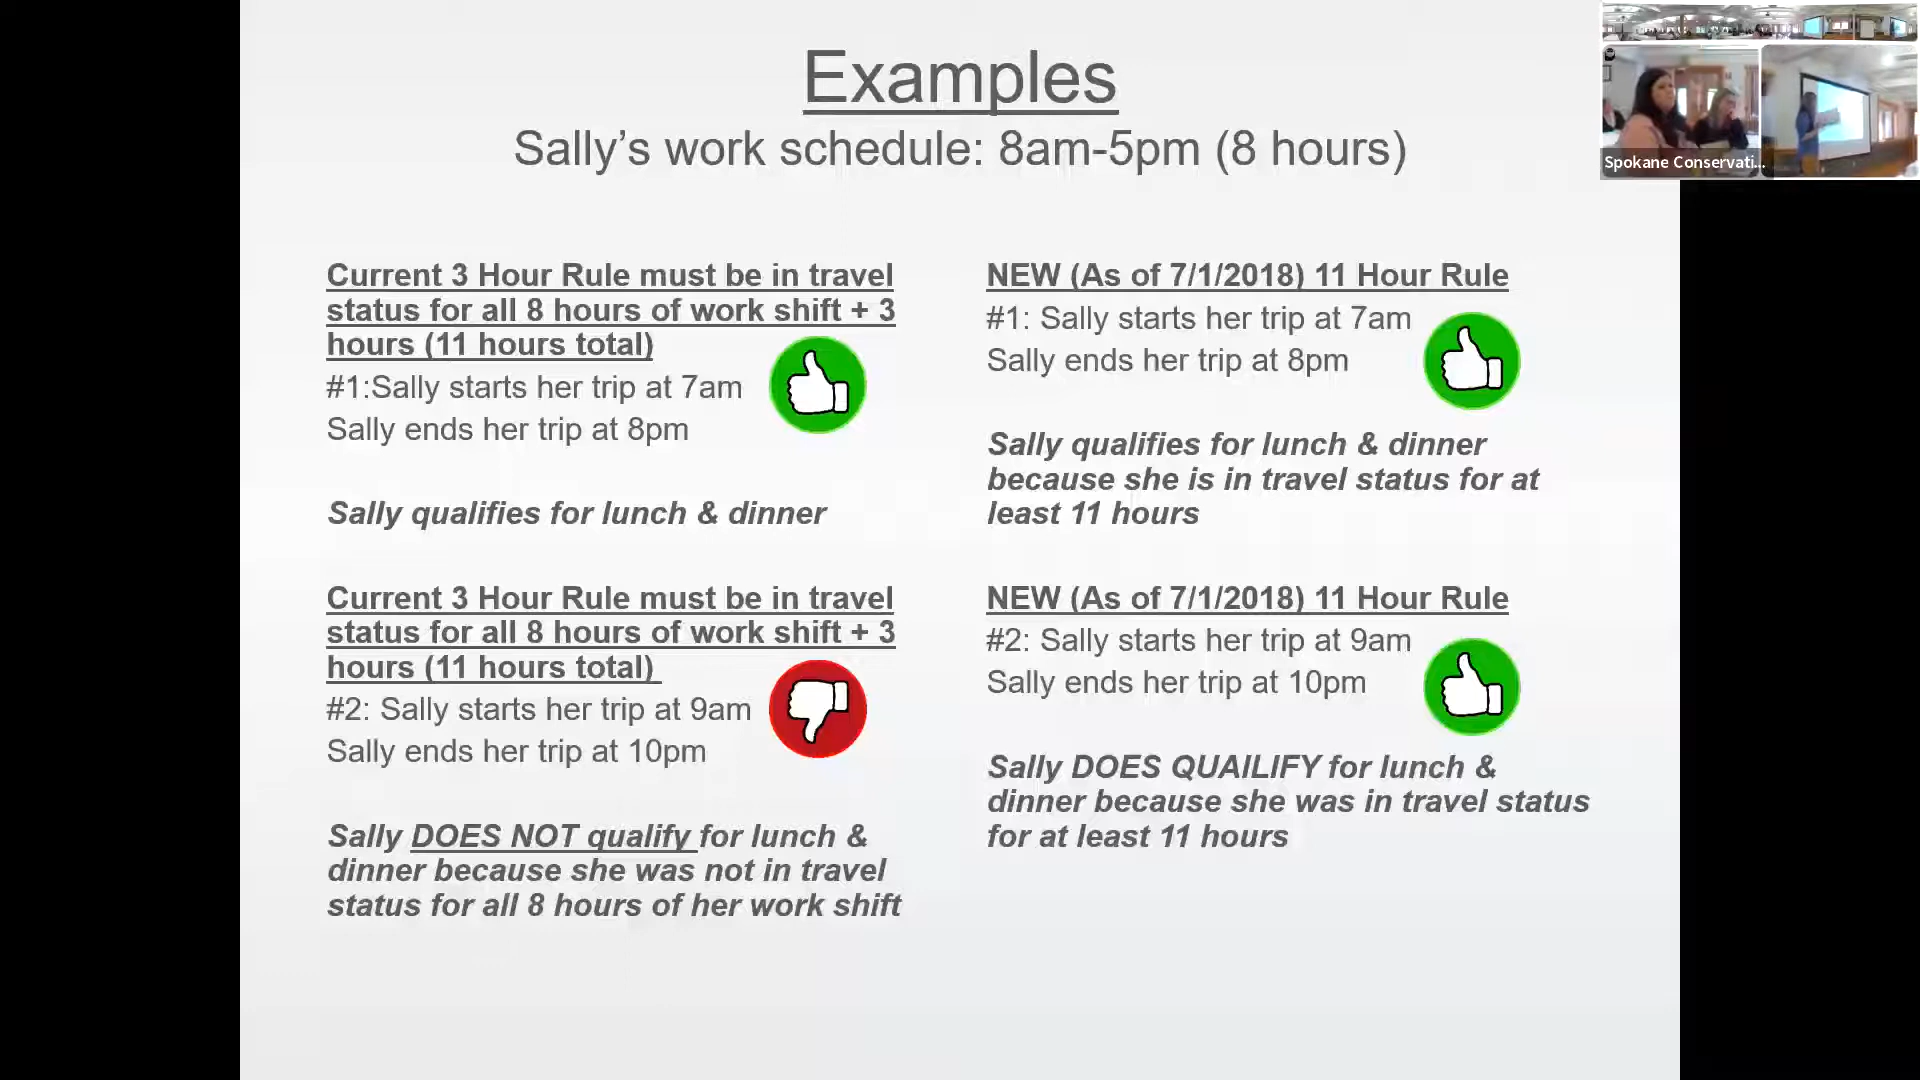 Examples
Sally’s work schedule: 8am-5pm (8 hours)
Current 3 Hour Rule must be in travel
status for all 8 hours of work shift + 3
hours (11 hours total)
#1:Sally starts her trip at 7am
Sally ends her trip at 8pm
Sally qualifies for lunch & dinner
Current 3 Hour Rule must be in travel
status for all 8 hours of work shift + 3
hours (11 hours total)
#2: Sally starts her trip at 9am
Sally ends her trip at 10pm
Sally DOES NOT qualify for lunch &
dinner because she was not in travel
status for all 8 hours of her work shift
NEW (As of 7/1/2018) 11 Hour Rule
#1: Sally starts her trip at 7am
Sally ends her trip at 8pm
Sally qualifies for lunch & dinner
because she is in travel status for at
least 11 hours
NEW (As of 7/1/2018) 11 Hour Rule
#2: Sally starts her trip at 9am
Sally ends her trip at 10pm
Sally DOES QUAILIFY for lunch &
dinner because she was in travel status
for at least 11 hours
Spokane Conservati...